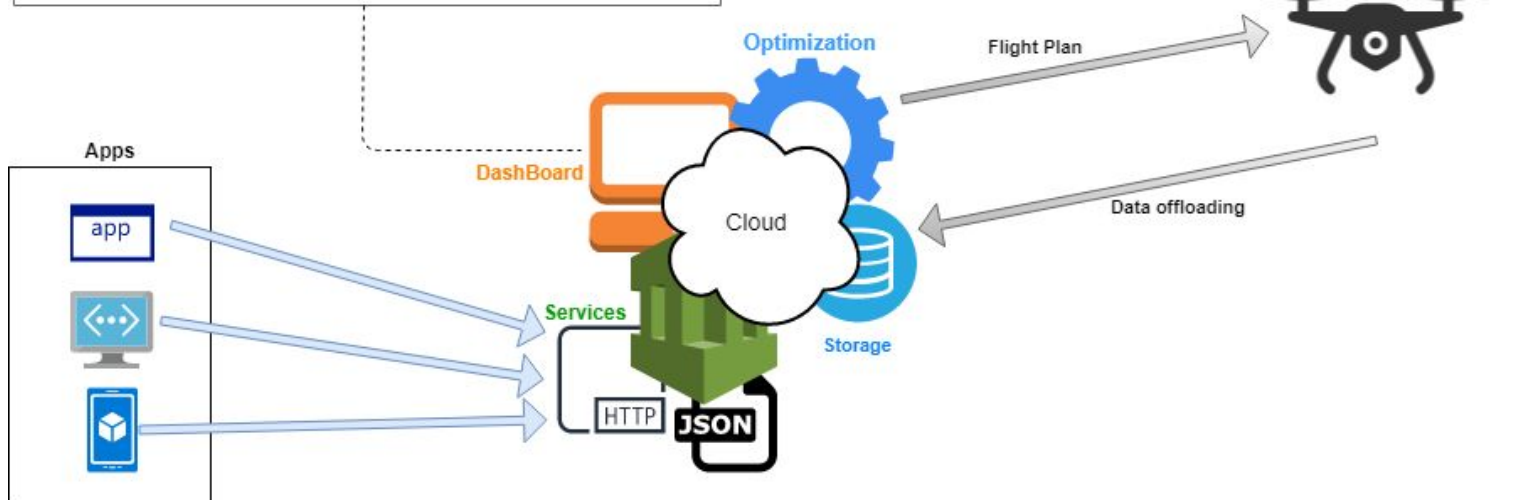 Optimization
Flight Plan
Apps
DashBoard
app
Cloud
Data offloading
Services
Storage
HTTP
JSON